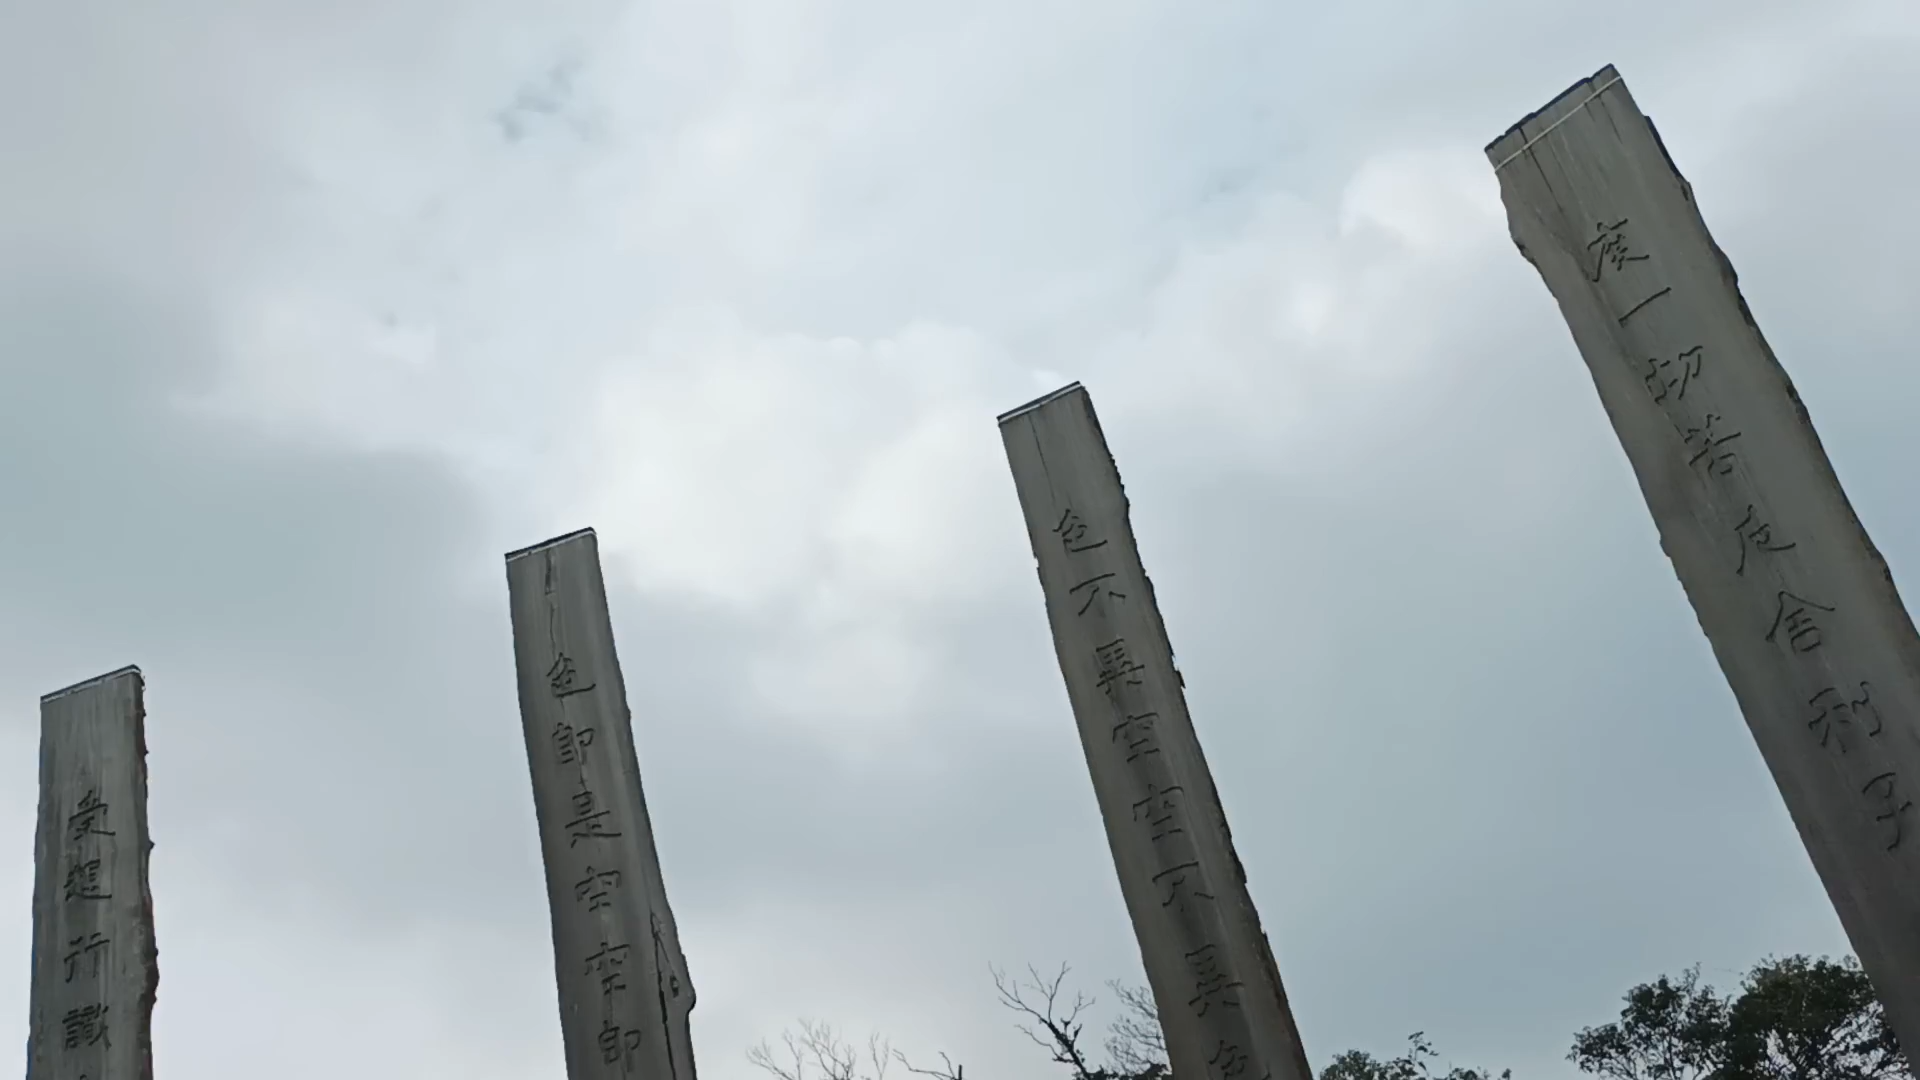 度一切苦厄舍利子
色不異空空不異色
色即是空空即
受想行識